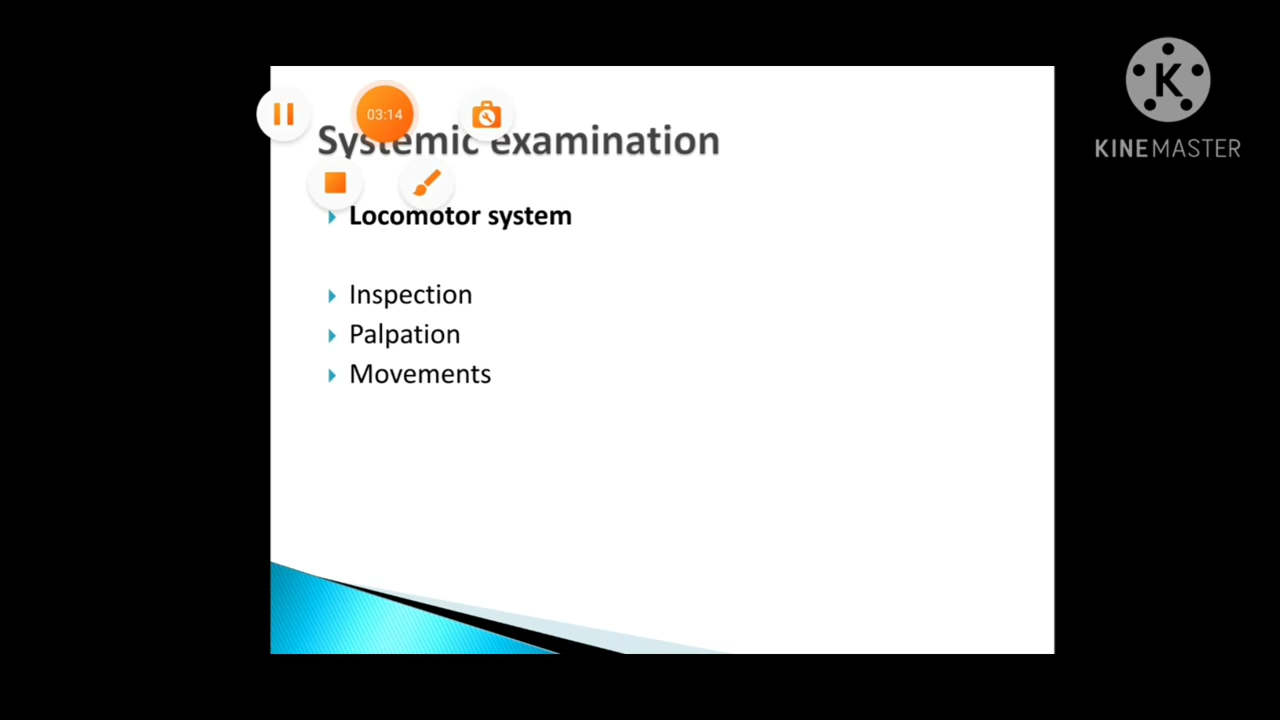 03:14
Systemic examination
Locomotor system
Inspection
Palpation
Movements
K
KINEMASTER